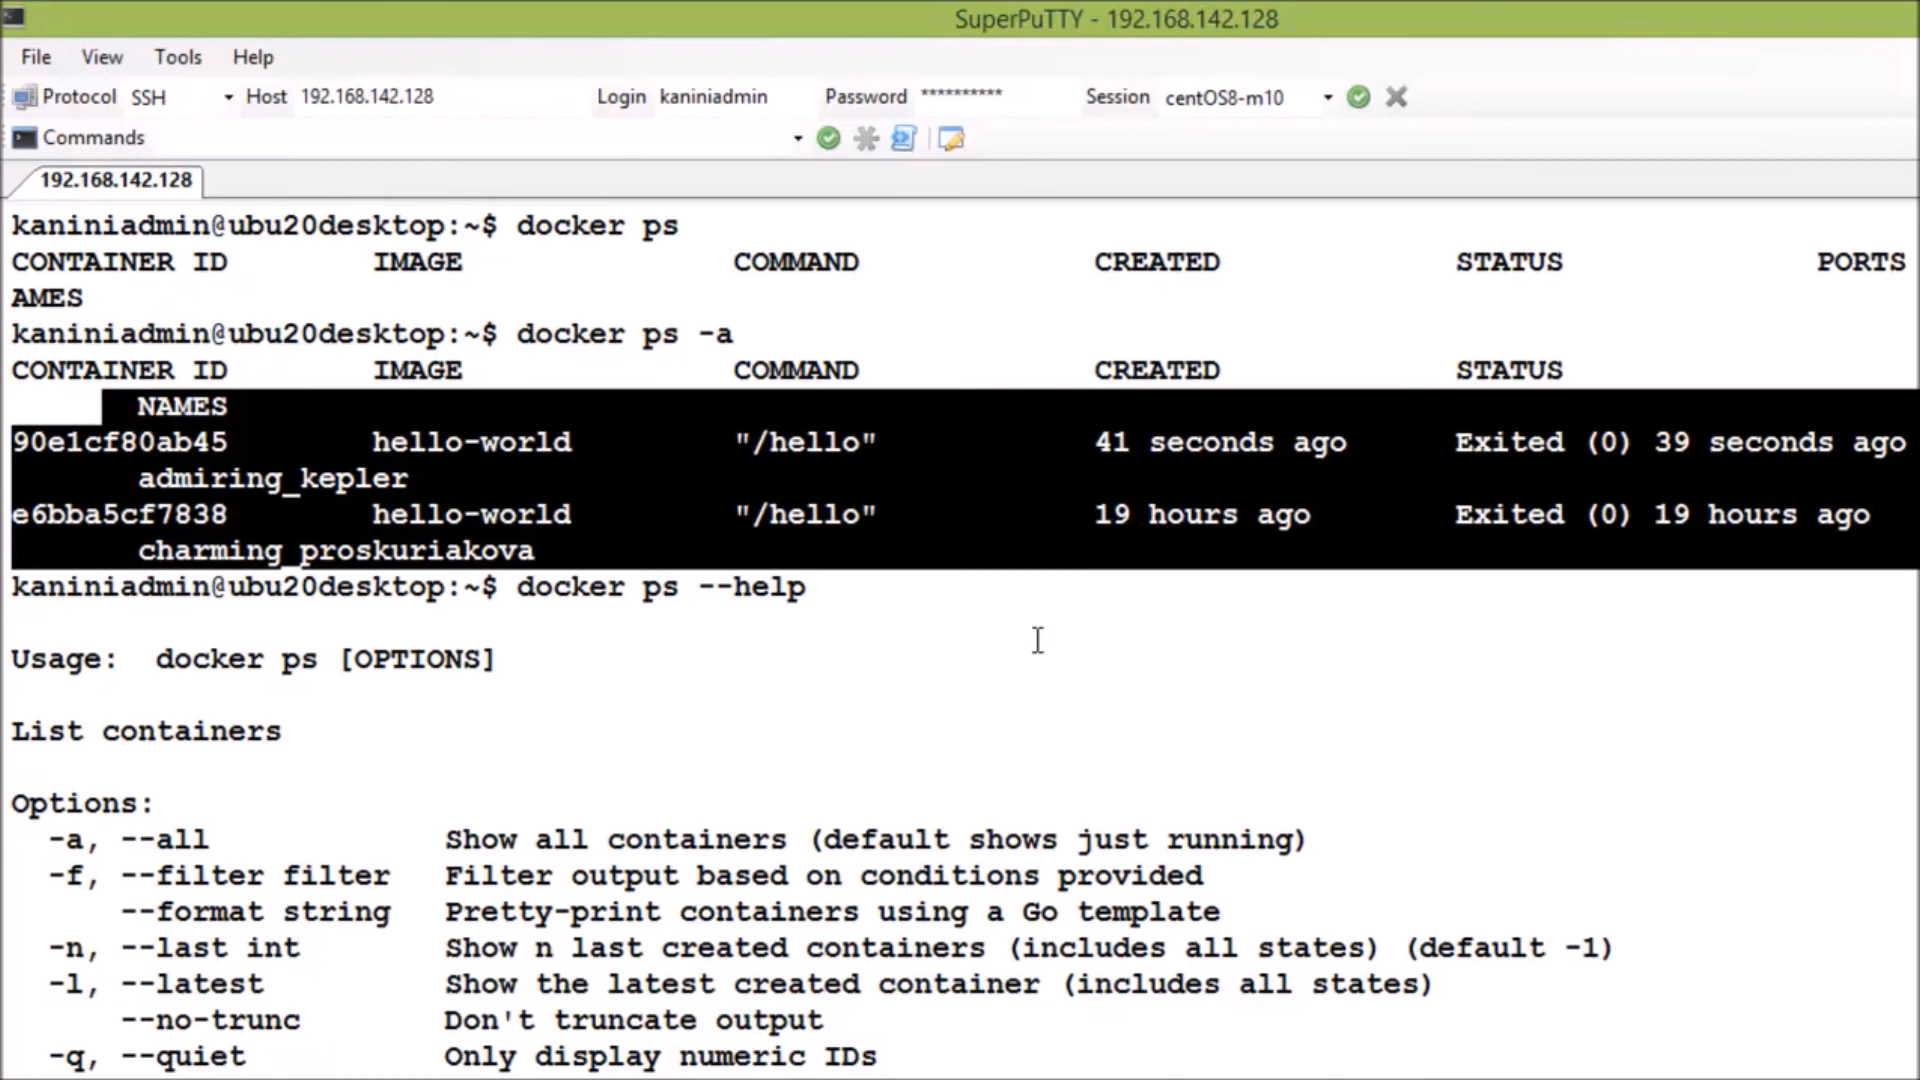 SuperPuTTY - 192.168.142.128
File View Tools Help
Protocol SSH Host 192.168.142.128 Login kaniniadmin Password ********** Session centOS8-m10
Commands
192.168.142.128
kaniniadmin@ubu20desktop:~$ docker ps
CONTAINER ID IMAGE COMMAND CREATED STATUS PORTS
AMES
kaniniadmin@ubu20desktop:~$ docker ps -a
CONTAINER ID IMAGE COMMAND CREATED STATUS
NAMES
90e1cf80ab45 hello-world "/hello" 41 seconds ago Exited (0) 39 seconds ago
admiring_kepler
e6bba5cf7838 hello-world "/hello" 19 hours ago Exited (0) 19 hours ago
charming_proskuriakova
kaniniadmin@ubu20desktop:~$ docker ps --help
Usage: docker ps [OPTIONS]
List containers
Options:
-a, --all Show all containers (default shows just running)
-f, --filter filter Filter output based on conditions provided
--format string Pretty-print containers using a Go template
-n, --last int Show n last created containers (includes all states) (default -1)
-l, --latest Show the latest created container (includes all states)
--no-trunc Don't truncate output
-q, --quiet Only display numeric IDs